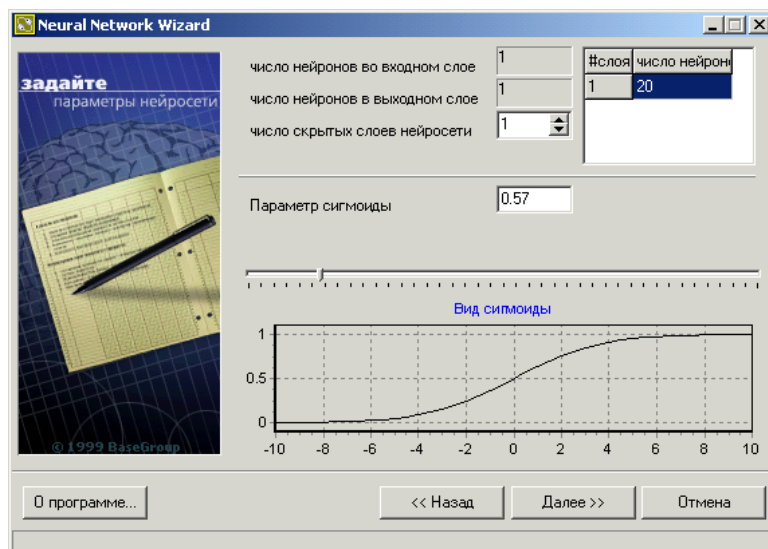 Neural Network Wizard
задайте
параметры нейросети
число нейронов во входном слое
1
число нейронов в выходном слое
1
число скрытых слоев нейросети
1
#слоя число нейроно
1 20
Параметр сигмоиды
0.57
Вид сигмоиды
1
0.5
0
-10 -8 -6 -4 -2 0 2 4 6 8 10
© 1999 BaseGroup
О программе...
<< Назад
Далее >>
Отмена